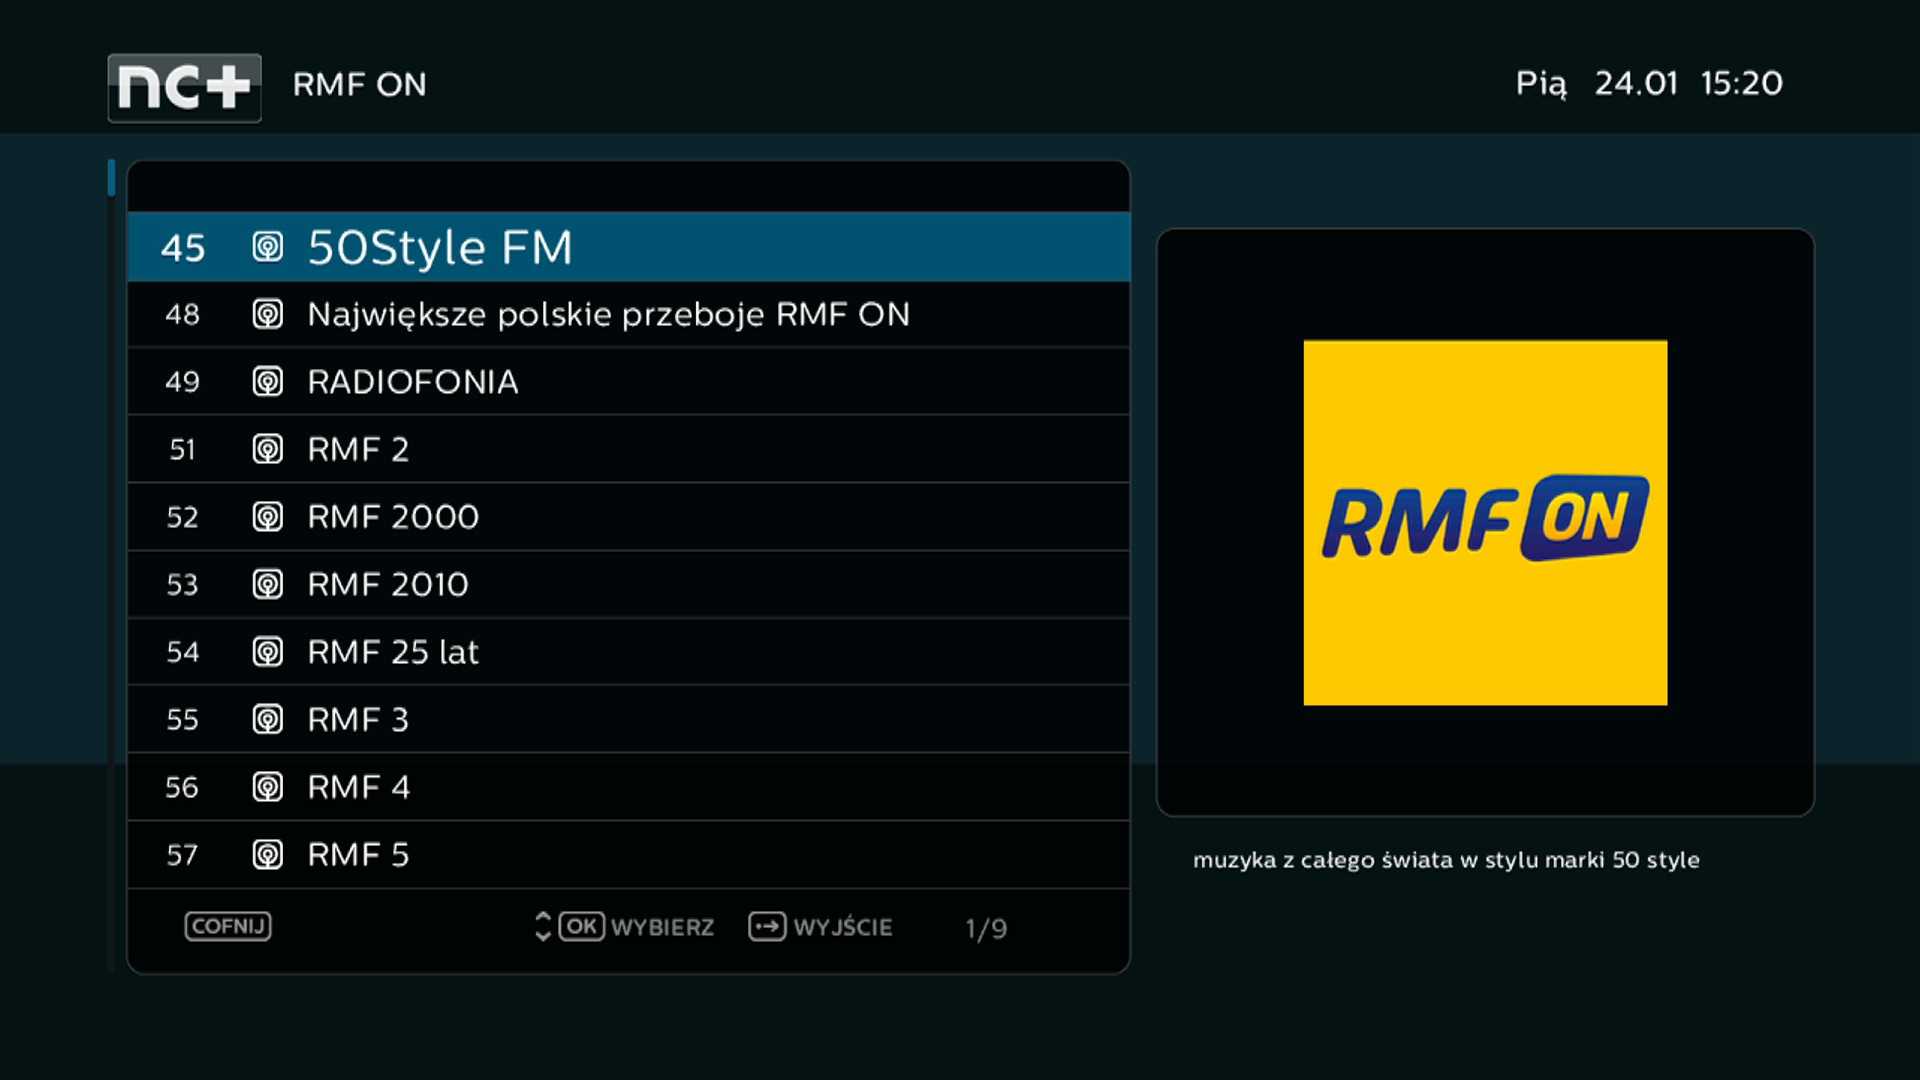 nc+ RMF ON Pią 24.01 15:20
45 50Style FM
48 Największe polskie przeboje RMF ON
49 RADIOFONIA
51 RMF 2
52 RMF 2000
53 RMF 2010
54 RMF 25 lat
55 RMF 3
56 RMF 4
57 RMF 5
COFNIJ OK WYBIERZ WYJŚCIE 1/9
RMF ON
muzyka z całego świata w stylu marki 50 style